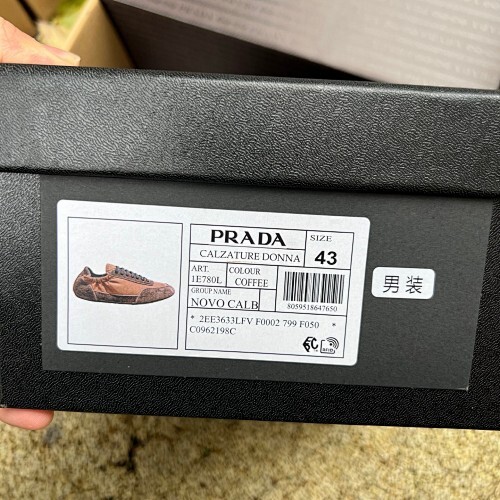 PRADA
SIZE
CALZATURE DONNA
43
ART.
COLOUR
1E780L
COFFEE
GROUP NAME
NOVO CALB
8059518647650
* 2EE3633LFV F0002 799 F050 *
C0962198C
男装